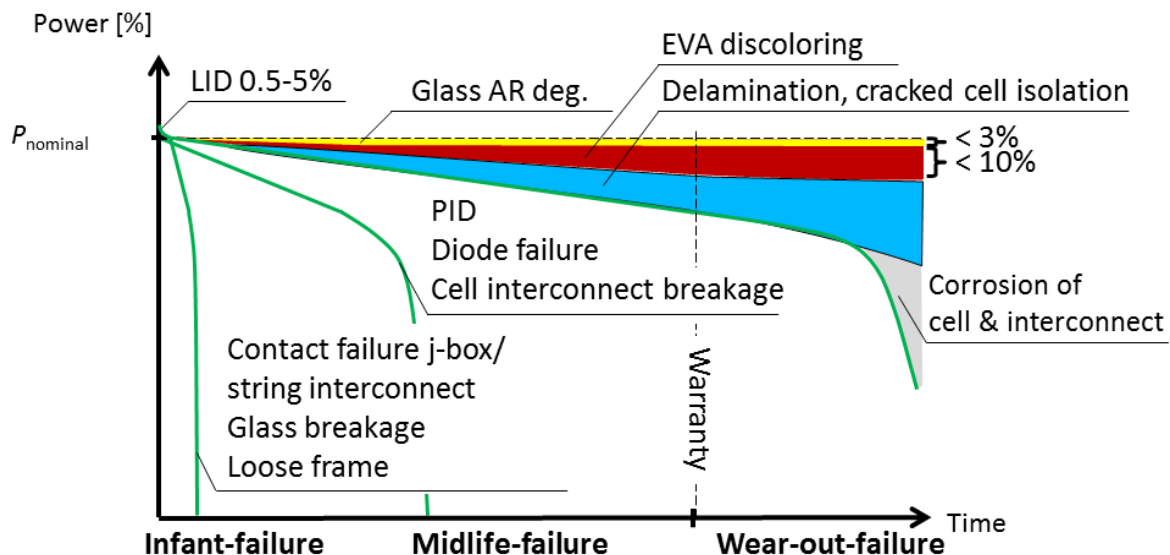 Power [%]
EVA discoloring
LID 0.5-5%
Glass AR deg.
Delamination, cracked cell isolation
Pnominal
< 3%
< 10%
PID
Diode failure
Cell interconnect breakage
Corrosion of
cell & interconnect
Contact failure j-box/
string interconnect
Glass breakage
Loose frame
Warranty
Time
Infant-failure
Midlife-failure
Wear-out-failure